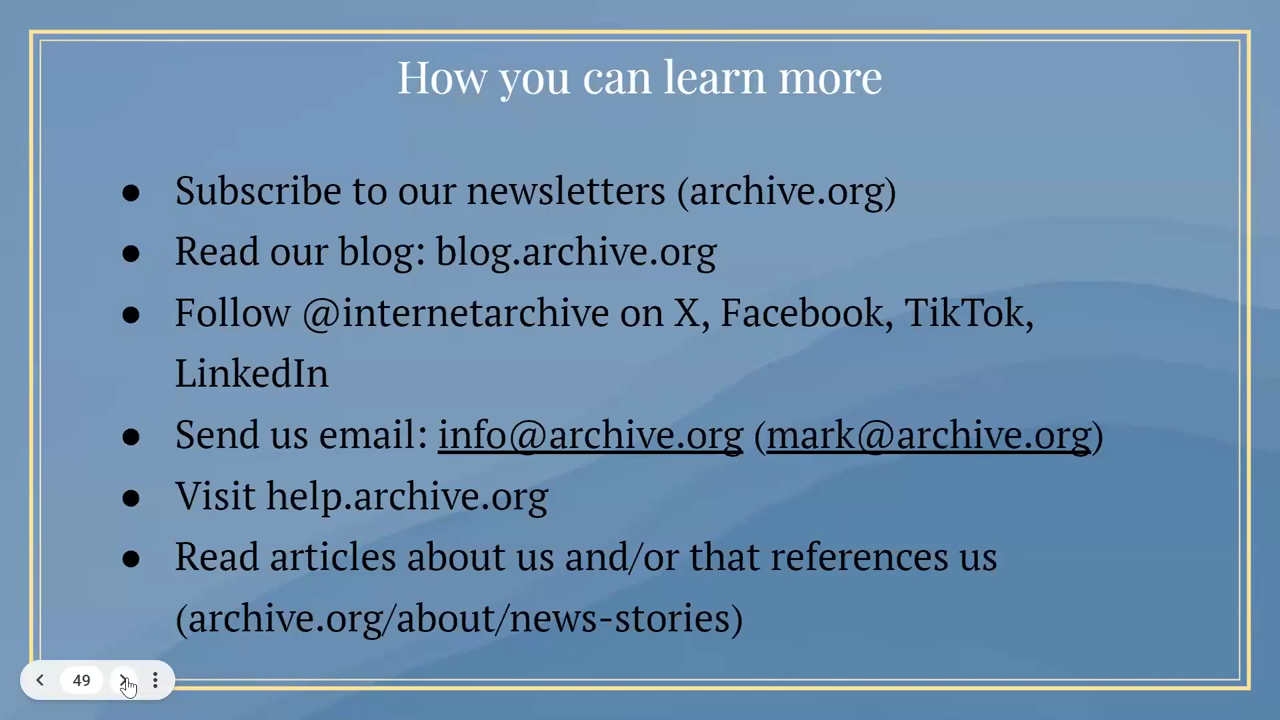 How you can learn more
● Subscribe to our newsletters (archive.org)
● Read our blog: blog.archive.org
● Follow @internetarchive on X, Facebook, TikTok,
LinkedIn
● Send us email: info@archive.org (mark@archive.org)
● Visit help.archive.org
● Read articles about us and/or that references us
(archive.org/about/news-stories)
49